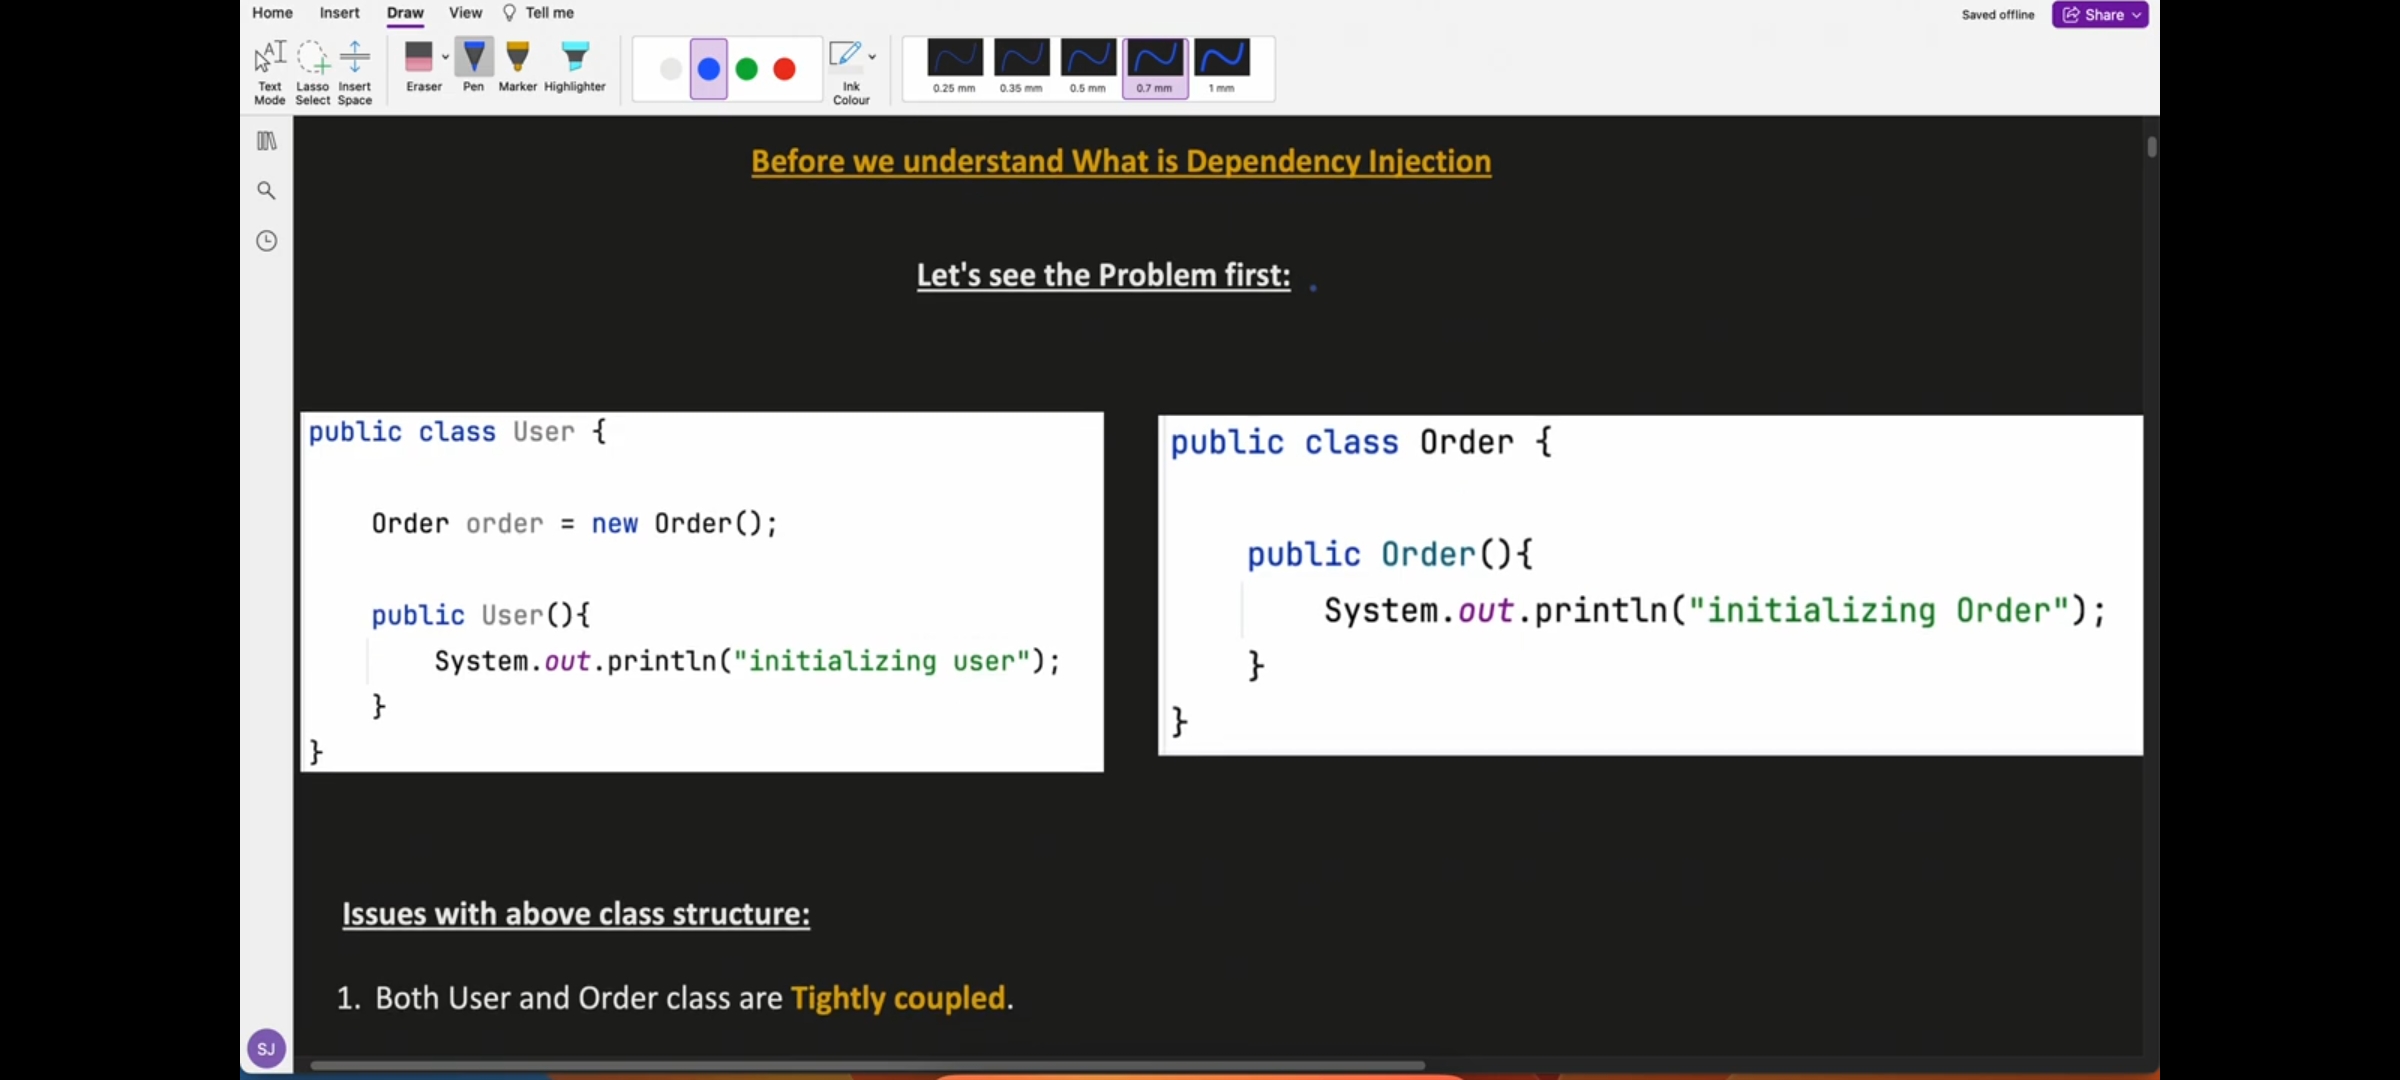 Home Insert Draw View Tell me
Saved offline Share
Text Mode Lasso Select Insert Space Eraser Pen Marker Highlighter Ink Colour 0.25 mm 0.35 mm 0.5 mm 0.7 mm 1 mm
Before we understand What is Dependency Injection
Let's see the Problem first:
public class User {
Order order = new Order();
public User(){
System.out.println("initializing user");
}
}
public class Order {
public Order(){
System.out.println("initializing Order");
}
}
Issues with above class structure:
1. Both User and Order class are Tightly coupled.
SJ